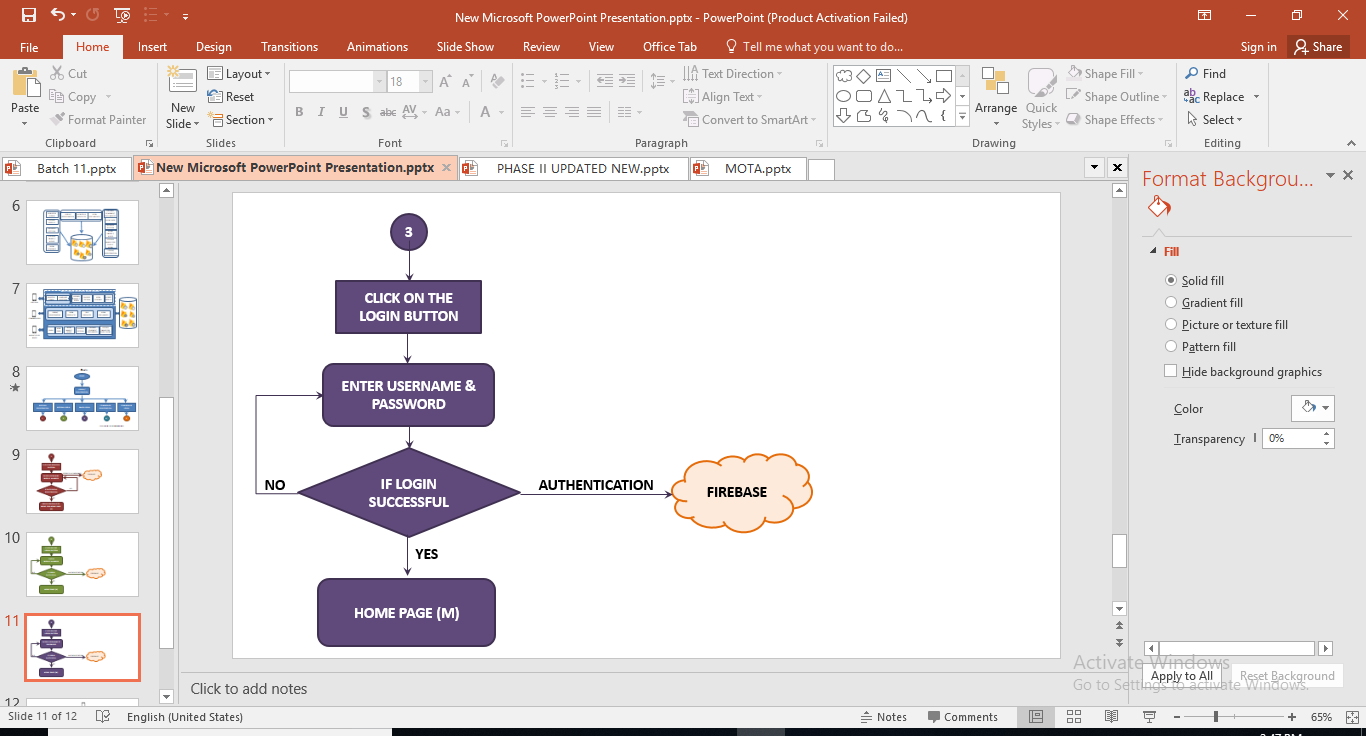 New Microsoft PowerPoint Presentation.pptx - PowerPoint (Product Activation Failed)
File Home Insert Design Transitions Animations Slide Show Review View Office Tab Tell me what you want to do... Sign in Share
Paste
Cut
Copy
Format Painter
Clipboard
New
Slide
Layout
Reset
Section
Slides
18
B I U S abc AV Aa A
Font
Text Direction
Align Text
Convert to SmartArt
Paragraph
Arrange
Quick
Styles
Shape Fill
Shape Outline
Shape Effects
Drawing
Find
Replace
Select
Editing
Batch 11.pptx
New Microsoft PowerPoint Presentation.pptx
PHASE II UPDATED NEW.pptx
MOTA.pptx
6
7
8
9
10
11
12
3
CLICK ON THE
LOGIN BUTTON
ENTER USERNAME &
PASSWORD
NO
IF LOGIN
SUCCESSFUL
AUTHENTICATION
FIREBASE
YES
HOME PAGE (M)
Click to add notes
Format Backgrou...
Fill
Solid fill
Gradient fill
Picture or texture fill
Pattern fill
Hide background graphics
Color
Transparency 0%
Activate Windows
Go to Settings to activate Windows.
Apply to All
Reset Background
Slide 11 of 12
English (United States)
Notes
Comments
65%